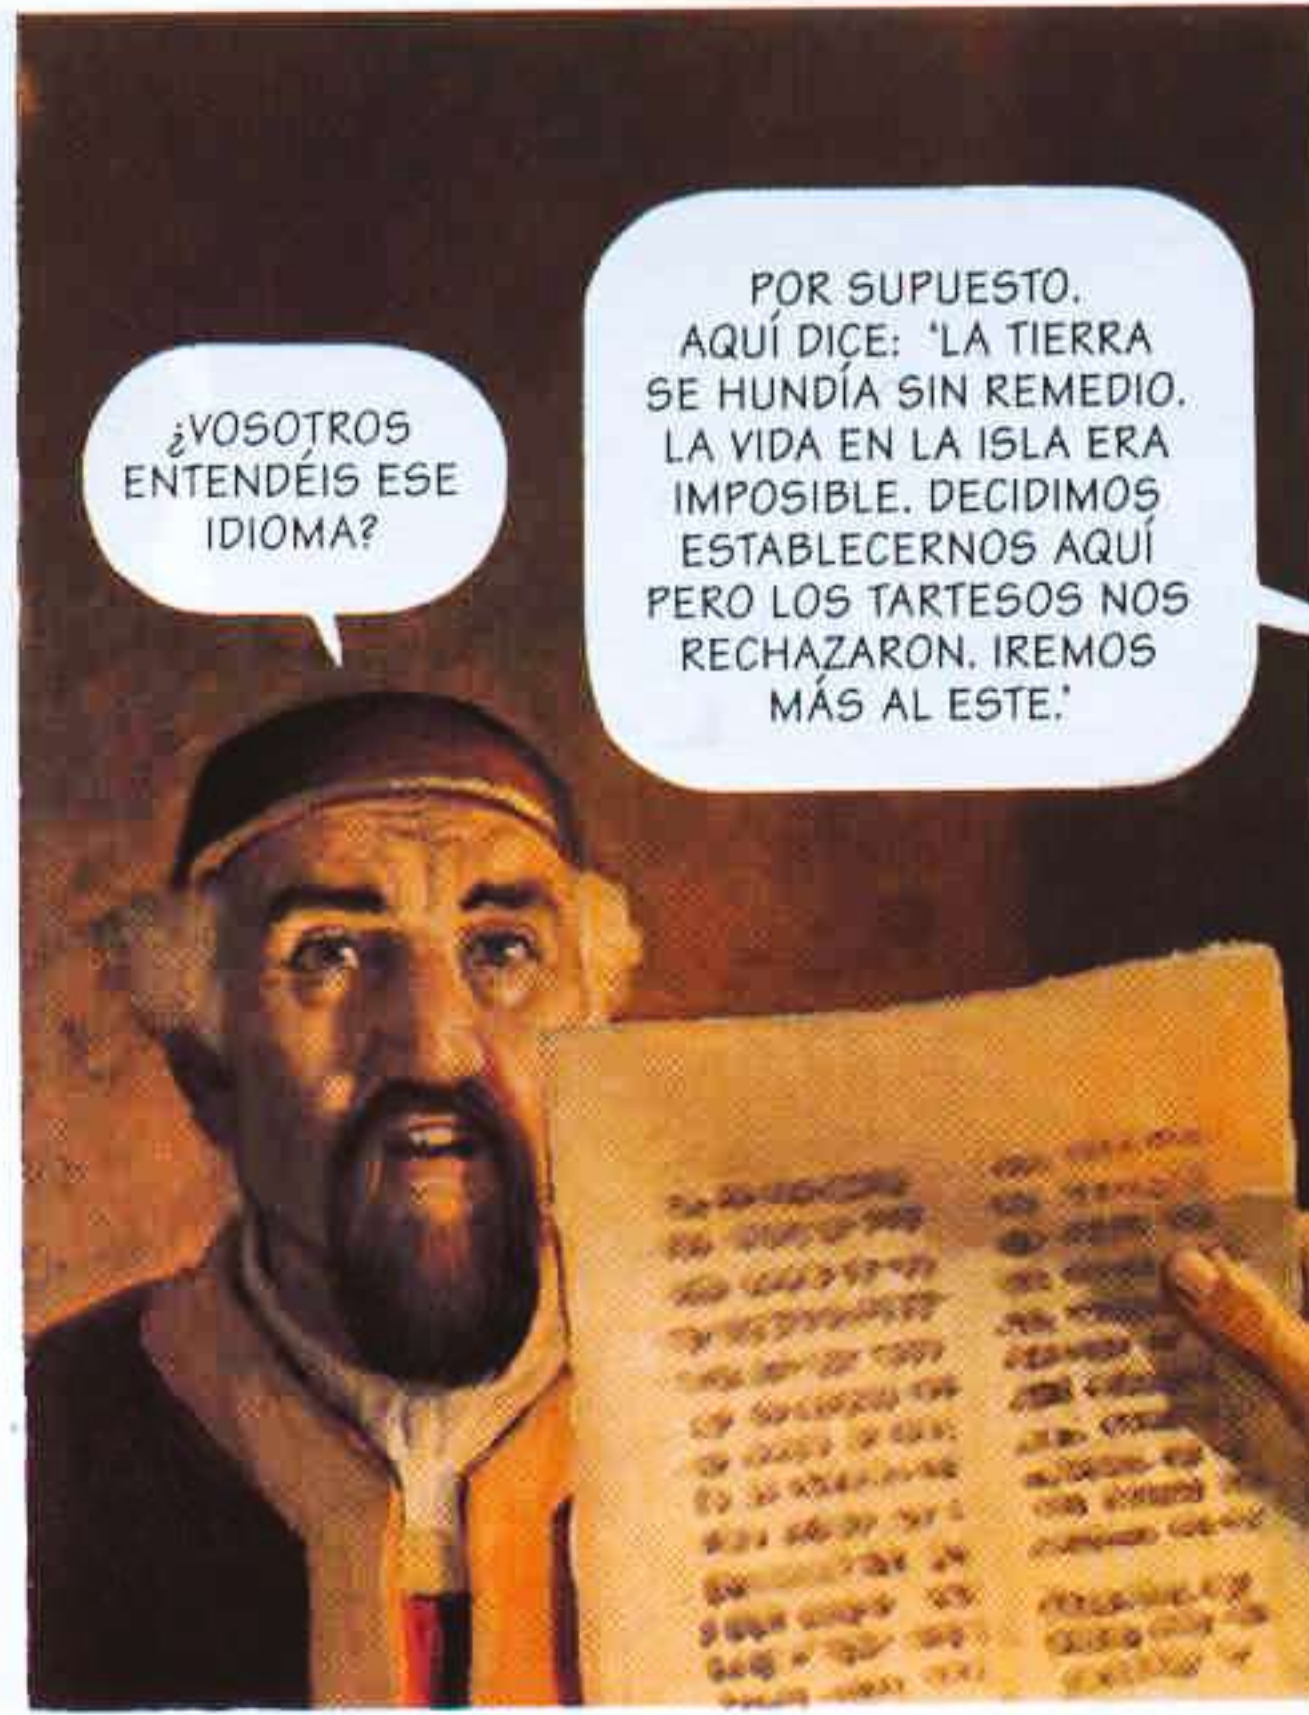 ¿VOSOTROS
ENTENDÉIS ESE
IDIOMA?
POR SUPUESTO.
AQUÍ DICE: 'LA TIERRA
SE HUNDÍA SIN REMEDIO.
LA VIDA EN LA ISLA ERA
IMPOSIBLE. DECIDIMOS
ESTABLECERNOS AQUÍ
PERO LOS TARTESOS NOS
RECHAZARON. IREMOS
MÁS AL ESTE.'